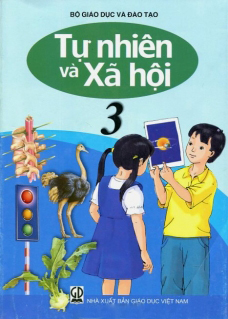 BỘ GIÁO DỤC VÀ ĐÀO TẠO
Tự nhiên
và Xã hội
3
NHÀ XUẤT BẢN GIÁO DỤC VIỆT NAM